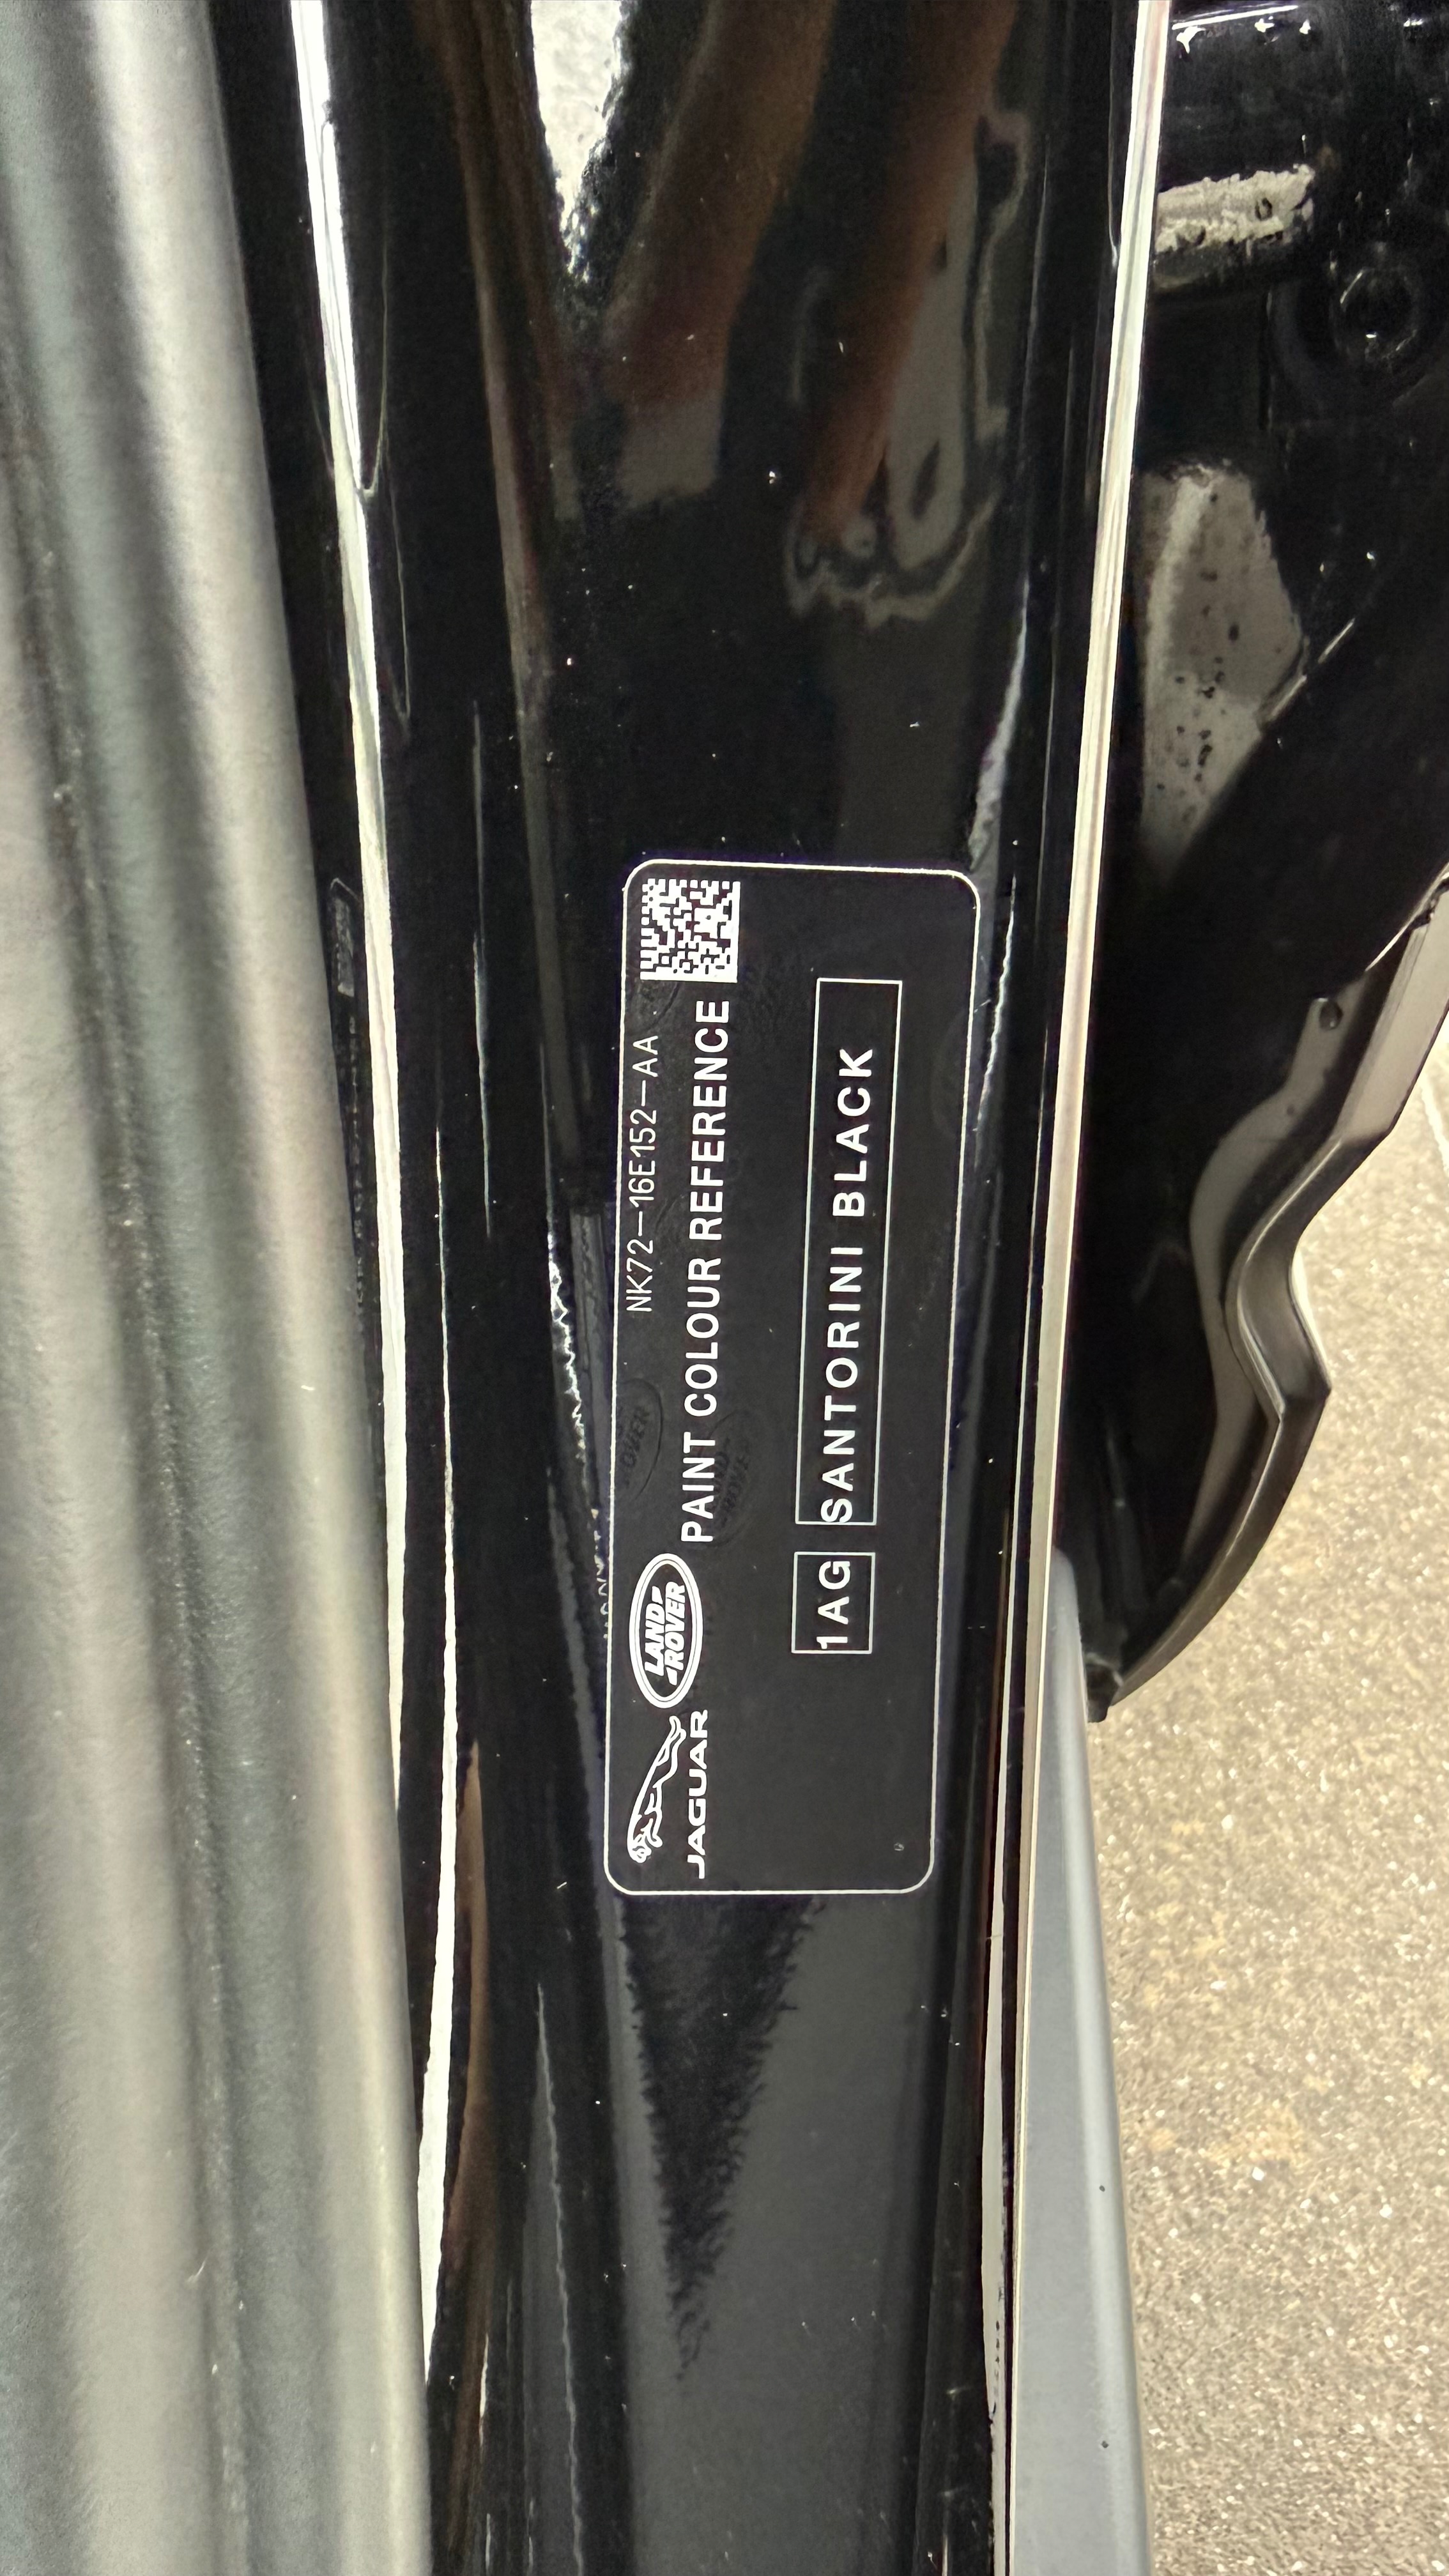 NK72-16E152-AA
JAGUAR
LAND-
-ROVER
PAINT COLOUR REFERENCE
1AG
SANTORINI BLACK